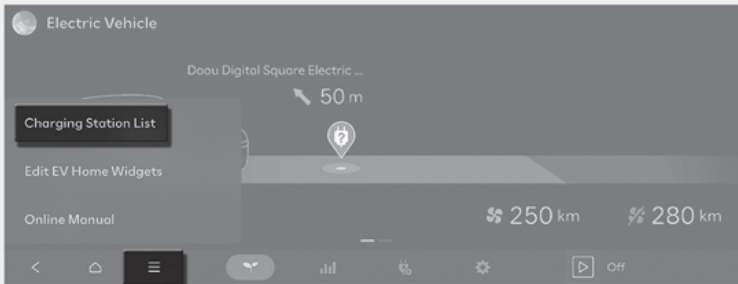 Electric Vehicle
Daou Digital Square Electric ...
50 m
Charging Station List
Edit EV Home Widgets
Online Manual
250 km
280 km
Off